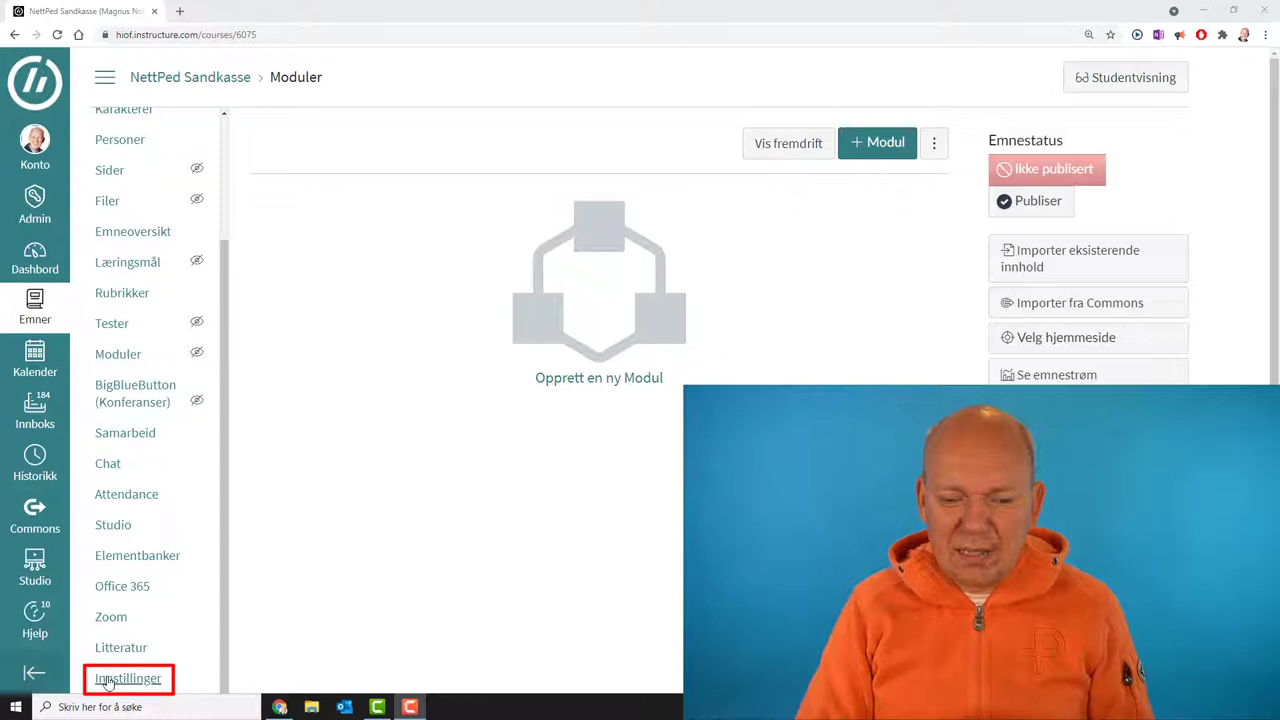 NettPed Sandkasse (Magnus Nol
hiof.instructure.com/courses/6075
NettPed Sandkasse > Moduler
Studentvisning
Konto
Admin
Dashbord
Emner
Kalender
184
Innboks
Historikk
Commons
Studio
10
Hjelp
Karakterer
Personer
Sider
Filer
Emneoversikt
Læringsmål
Rubrikker
Tester
Moduler
BigBlueButton
(Konferanser)
Samarbeid
Chat
Attendance
Studio
Elementbanker
Office 365
Zoom
Litteratur
Innstillinger
Vis fremdrift
+ Modul
Opprett en ny Modul
Emnestatus
Ikke publisert
Publiser
Importer eksisterende
innhold
Importer fra Commons
Velg hjemmeside
Se emnestrøm
Skriv her for å søke